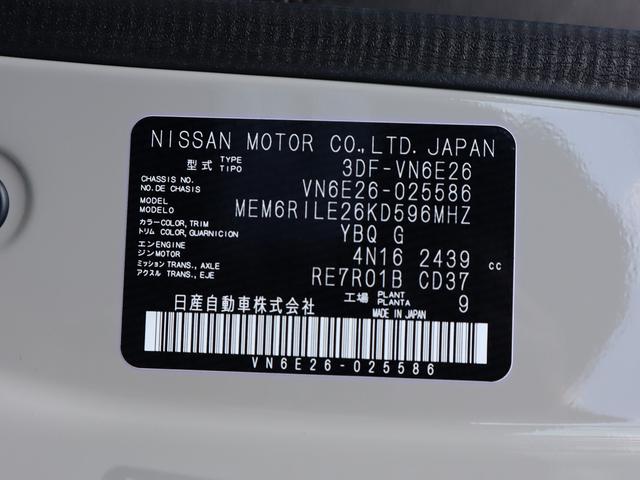 NISSAN MOTOR CO.,LTD. JAPAN
型式 TYPE TIPO 3DF-VN6E26
CHASSIS NO. NO.DE CHASIS VN6E26-025586
MODEL MODELO MEM6RILE26KD596MHZ
カラー COLOR, TRIM トリム COLOR, GUARNICION YBQ G
エンジン ENGINE MOTOR 4N16 2439 cc
ミッション TRANS., AXLE アクスル TRANS., EJE RE7R01B CD37
工場 PLANT PLANTA 9
日産自動車株式会社 MADE IN JAPAN
VN6E26-025586